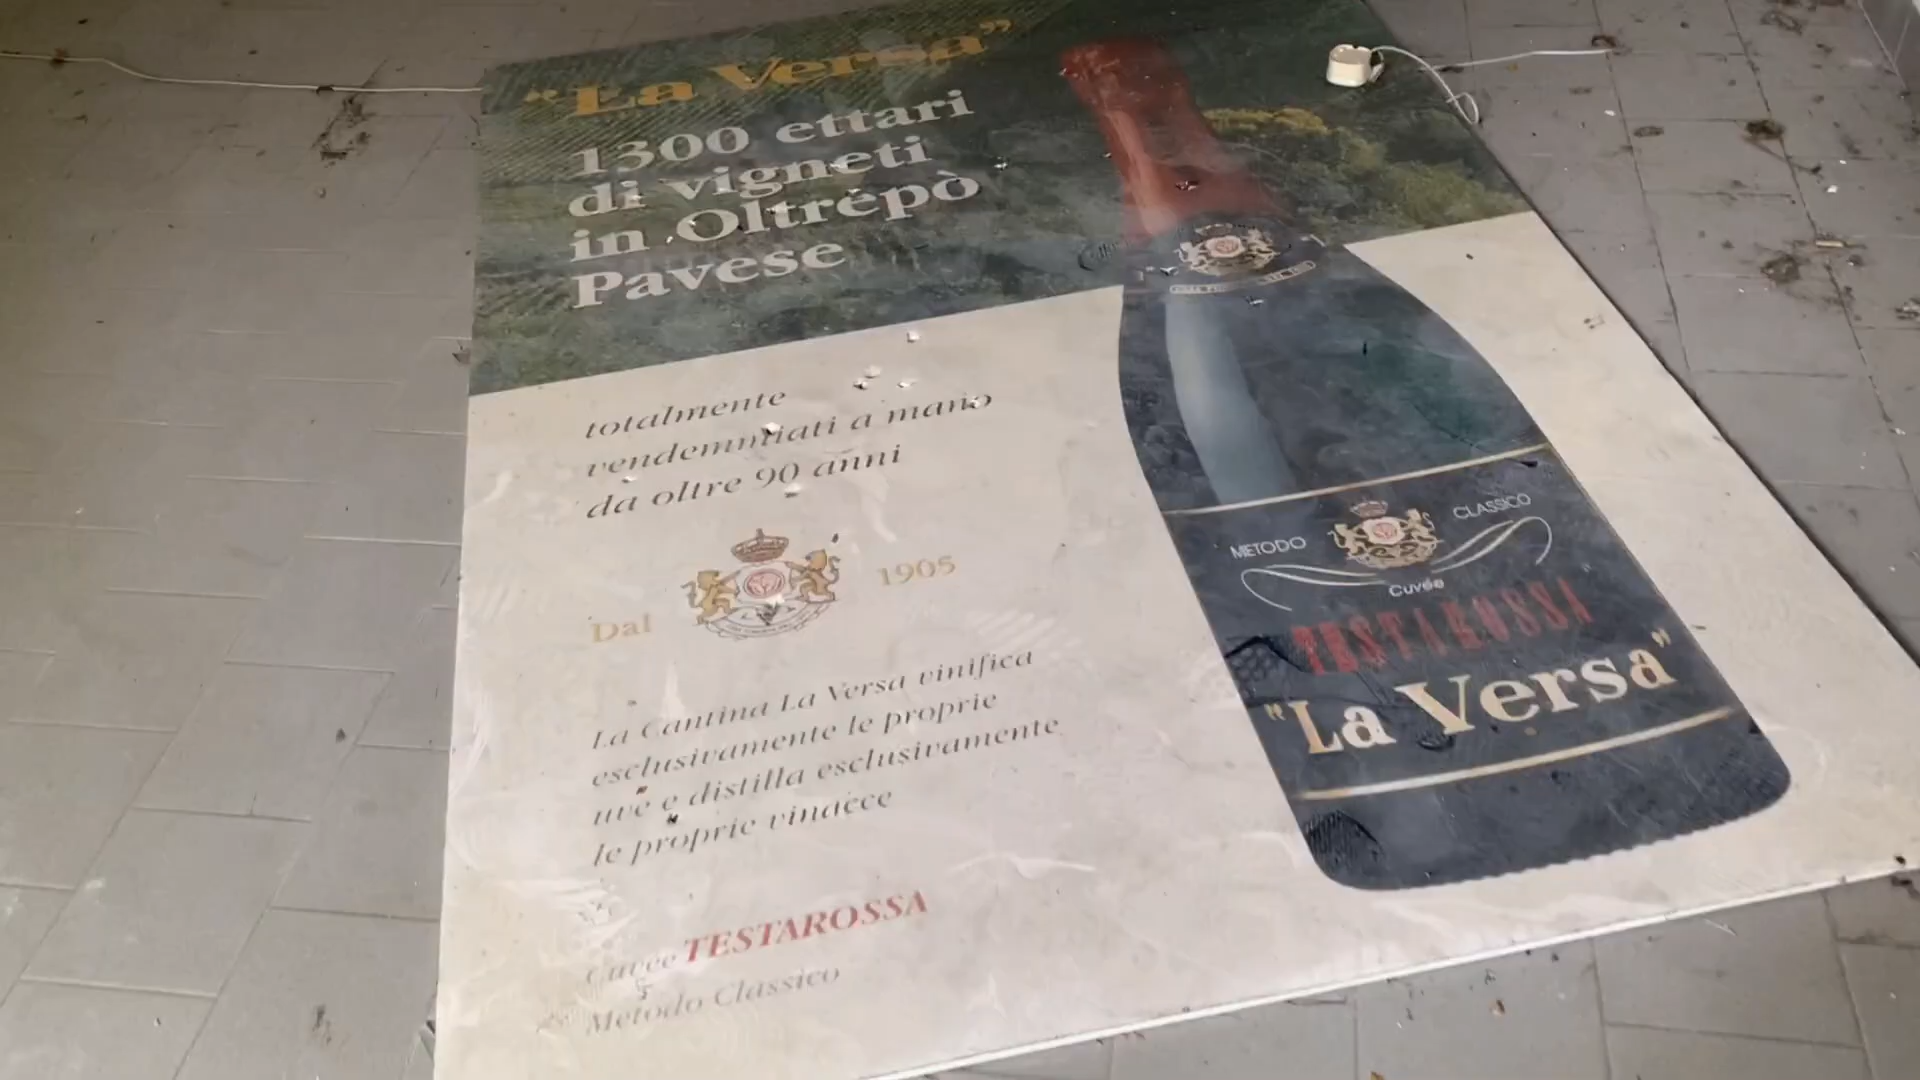 "La Versa"
1300 ettari
di vigneti
in Oltrepò
Pavese
totalmente
vendemmiati a mano
da oltre 90 anni
Dal 1905
La Cantina La Versa vinifica
esclusivamente le proprie
uve e distilla esclusivamente
le proprie vinacce
Cuvée TESTAROSSA
Metodo Classico
METODO CLASSICO
Cuvée
TESTAROSSA
"La Versa"